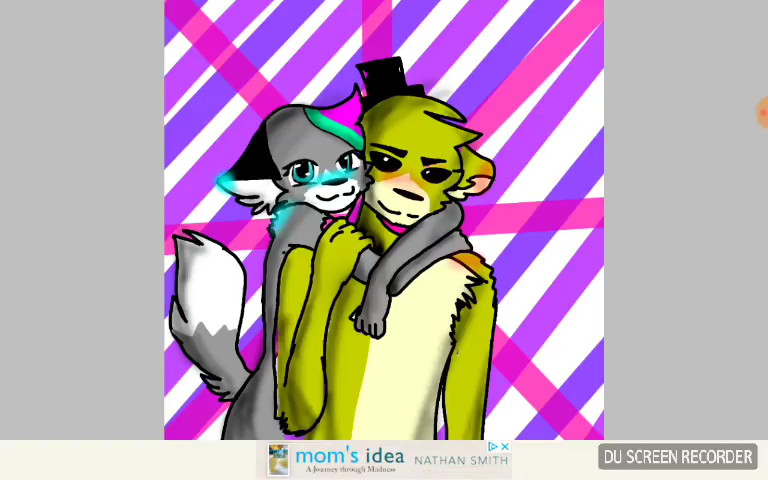 mom's idea
A Journey through Madness
NATHAN SMITH
DU SCREEN RECORDER